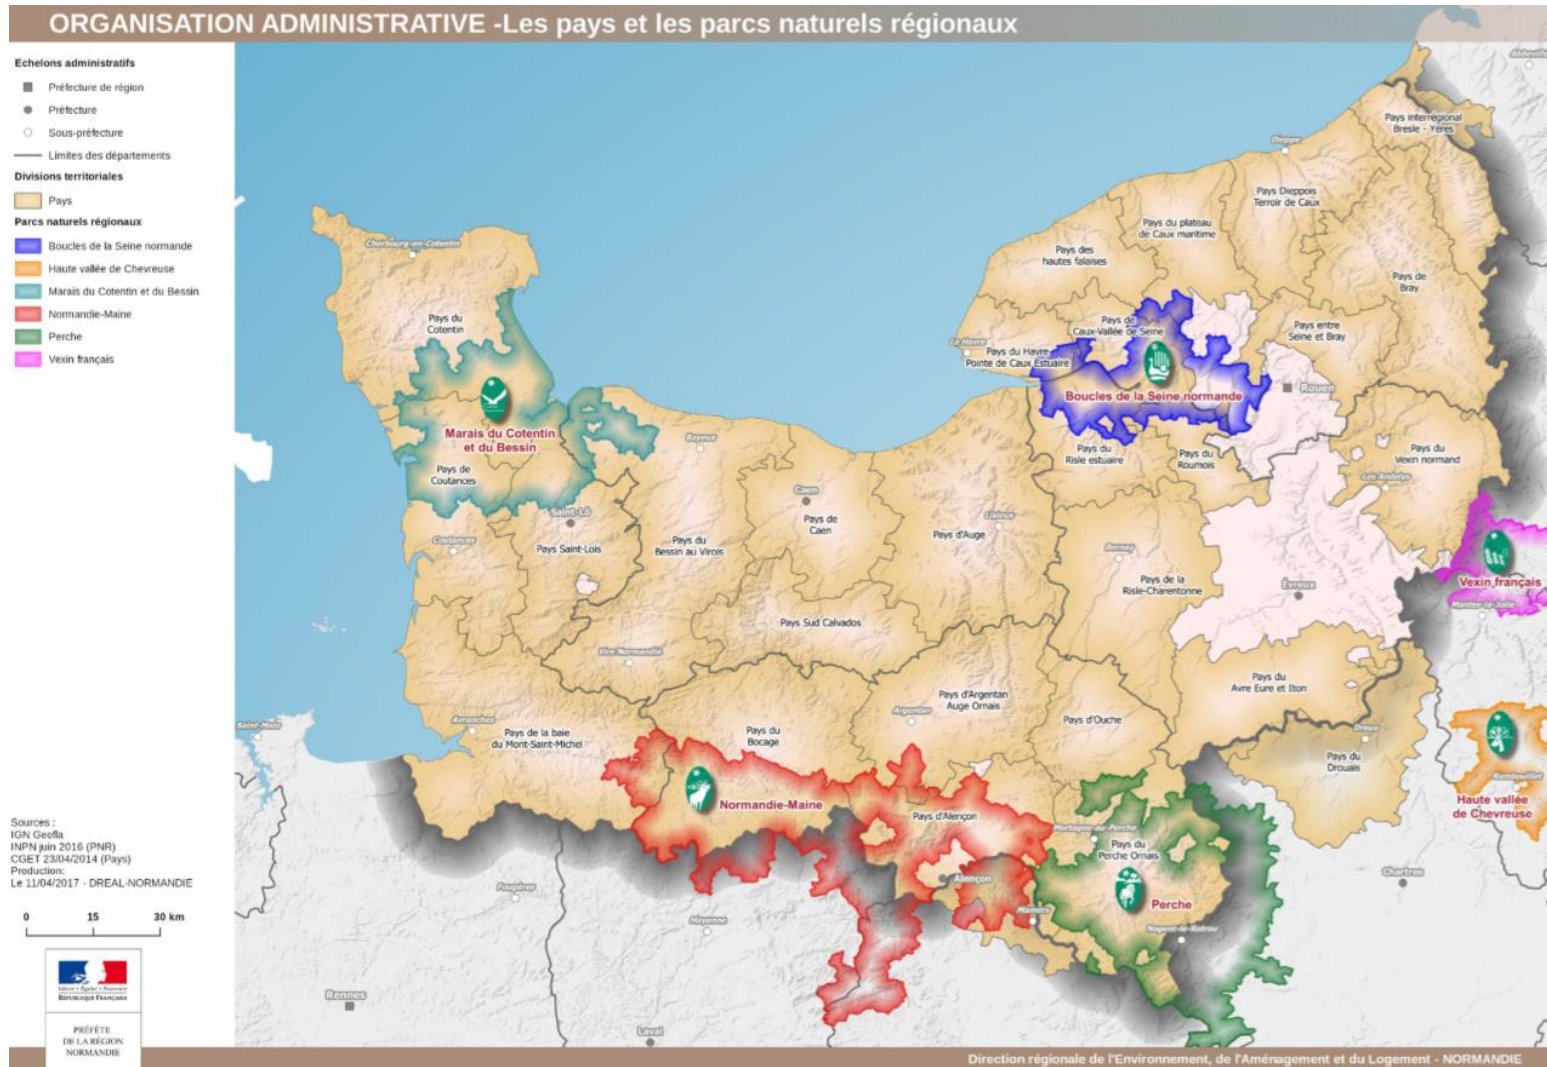 ORGANISATION ADMINISTRATIVE -Les pays et les parcs naturels régionaux
Echelons administratifs
Préfecture de région
Préfecture
Sous-préfecture
Limites des départements
Divisions territoriales
Pays
Parcs naturels régionaux
Boucles de la Seine normande
Haute vallée de Chevreuse
Marais du Cotentin et du Bessin
Normandie-Maine
Perche
Vexin français
Abbeville
Pays interrégional
Bresle - Yères
Dieppe
Pays Dieppois
Terroir de Caux
Pays du plateau
de Caux maritime
Pays des
hautes falaises
Pays de
Bray
Cherbourg-en-Cotentin
Pays du
Cotentin
Pays de
Caux-Vallée de Seine
Pays entre
Seine et Bray
Le Havre
Pays du Havre
Pointe de Caux Estuaire
Rouen
Boucles de la Seine normande
Marais du Cotentin
et du Bessin
Bayeux
Pays de
Coutances
Pays du
Risle estuaire
Pays du
Roumois
Pays du
Vexin normand
Les Andelys
Caen
Saint-Lô
Lisieux
Pays de
Caen
Pays d'Auge
Coutances
Pays Saint-Lois
Pays du
Bessin au Virois
Bernay
Pays de la
Risle-Charentonne
Évreux
Vexin français
Mantes-la-Jolie
Pays Sud Calvados
Vire Normandie
Pays du
Avre Eure et Iton
Pays d'Argentan
Auge Ornais
Argentan
Pays d'Ouche
Saint-Malo
Avranches
Pays de la baie
du Mont-Saint-Michel
Pays du
Bocage
Dreux
Pays du
Drouais
Rambouillet
Haute vallée
de Chevreuse
Normandie-Maine
Pays d'Alençon
Mortagne-au-Perche
Pays du
Perche Ornais
Alençon
Perche
Chartres
Mamers
Nogent-le-Rotrou
Fougères
Mayenne
Rennes
Laval
Sources :
IGN Geofla
INPN juin 2016 (PNR)
CGET 23/04/2014 (Pays)
Production:
Le 11/04/2017 - DREAL-NORMANDIE
0 15 30 km
Liberté • Égalité • Fraternité
RÉPUBLIQUE FRANÇAISE
PRÉFÈTE
DE LA RÉGION
NORMANDIE
Direction régionale de l'Environnement, de l'Aménagement et du Logement - NORMANDIE